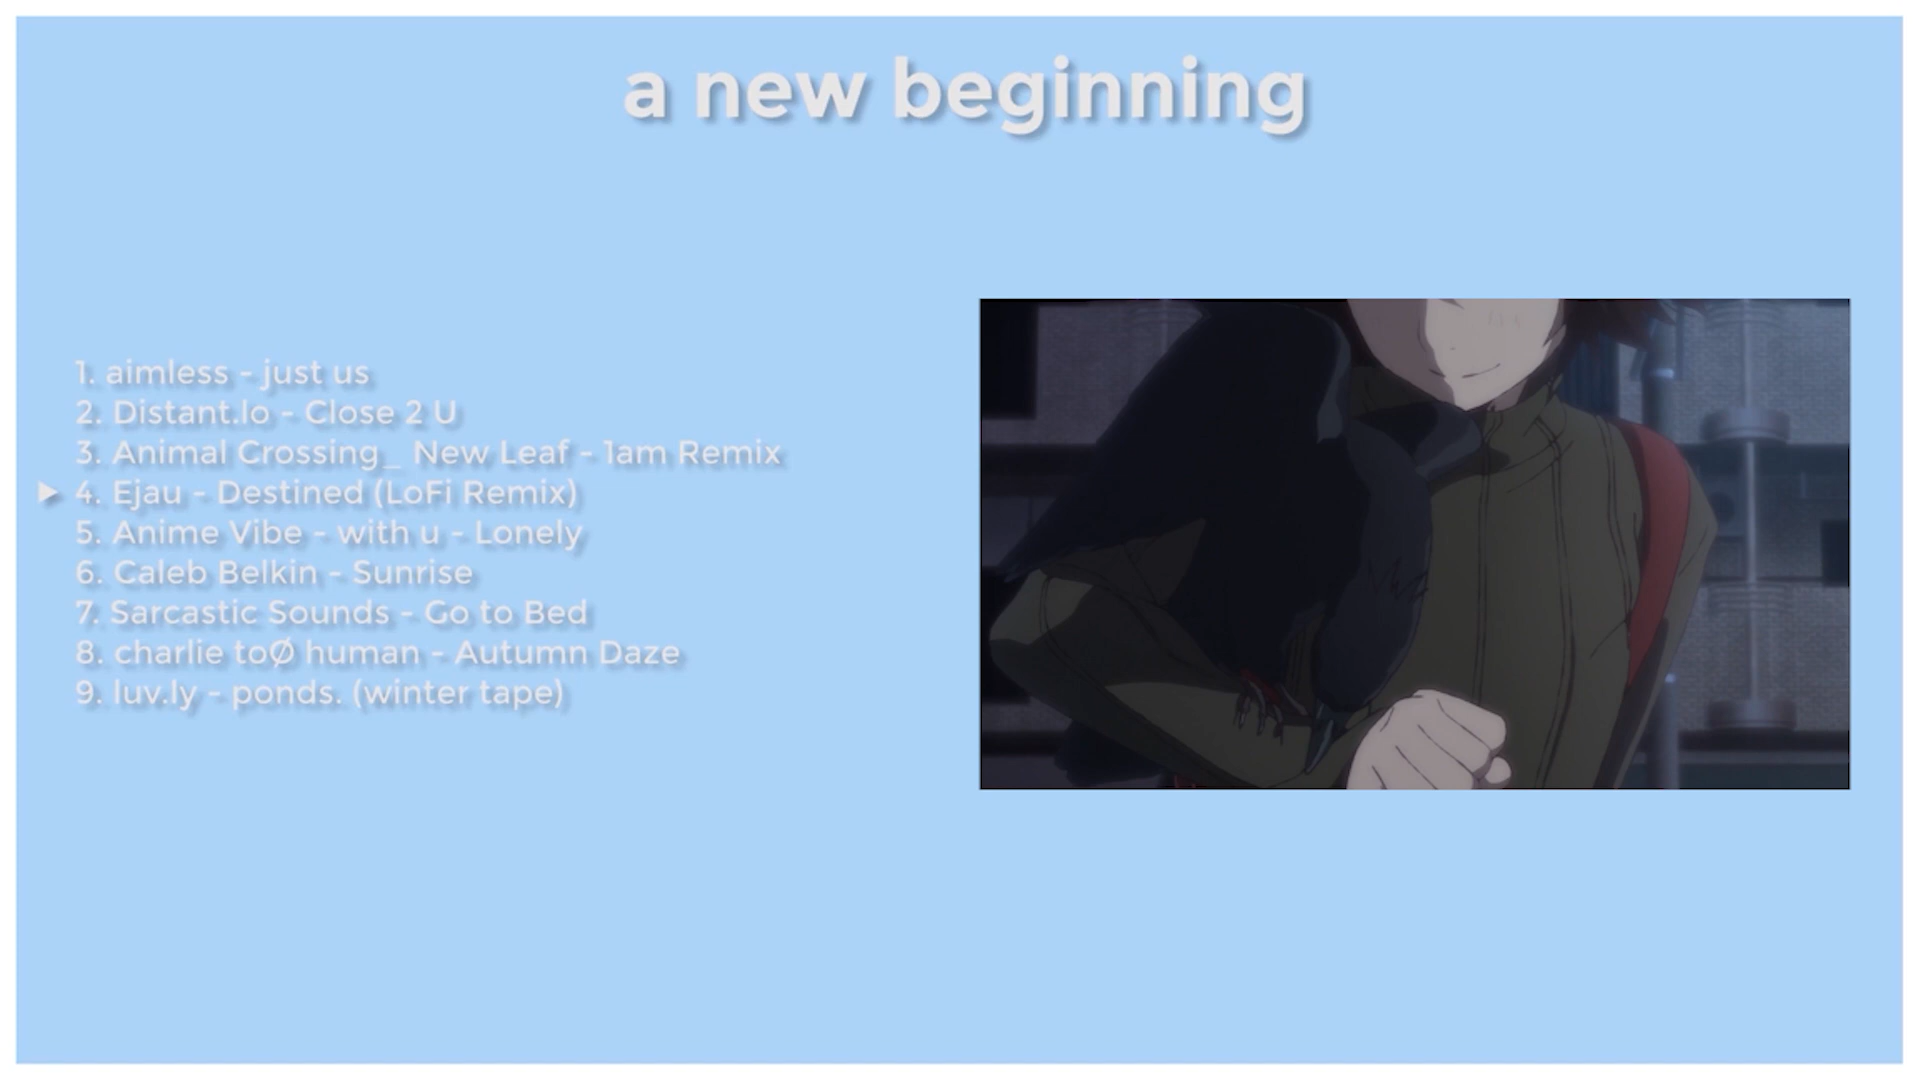 a new beginning
1. aimless - just us
2. Distant.lo - Close 2 U
3. Animal Crossing_ New Leaf - 1am Remix
4. Ejau - Destined (LoFi Remix)
5. Anime Vibe - with u - Lonely
6. Caleb Belkin - Sunrise
7. Sarcastic Sounds - Go to Bed
8. charlie toØ human - Autumn Daze
9. luv.ly - ponds. (winter tape)